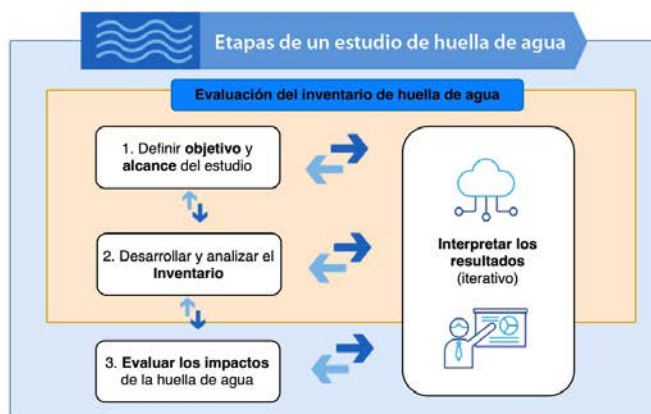 Etapas de un estudio de huella de agua
Evaluación del inventario de huella de agua
1. Definir objetivo y
alcance del estudio
2. Desarrollar y analizar el
Inventario
3. Evaluar los impactos
de la huella de agua
Interpretar los
resultados
(iterativo)